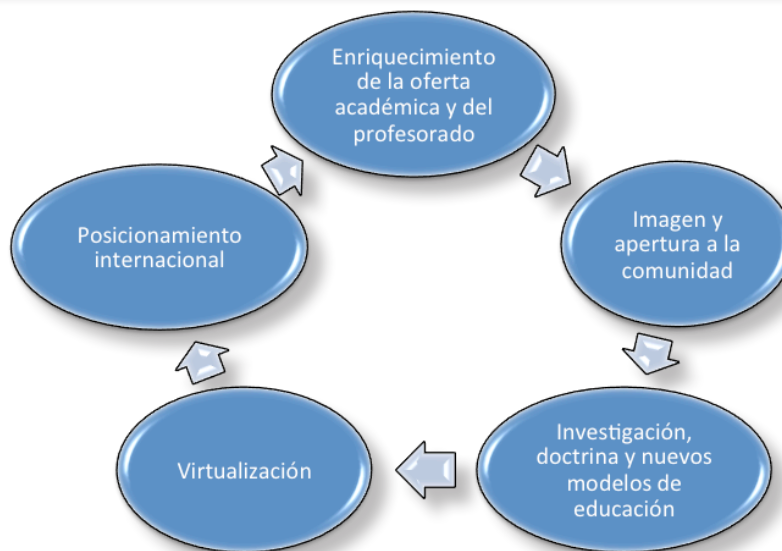 Enriquecimiento
de la oferta
académica y del
profesorado
Imagen y
apertura a la
comunidad
Investigación,
doctrina y nuevos
modelos de
educación
Virtualización
Posicionamiento
internacional